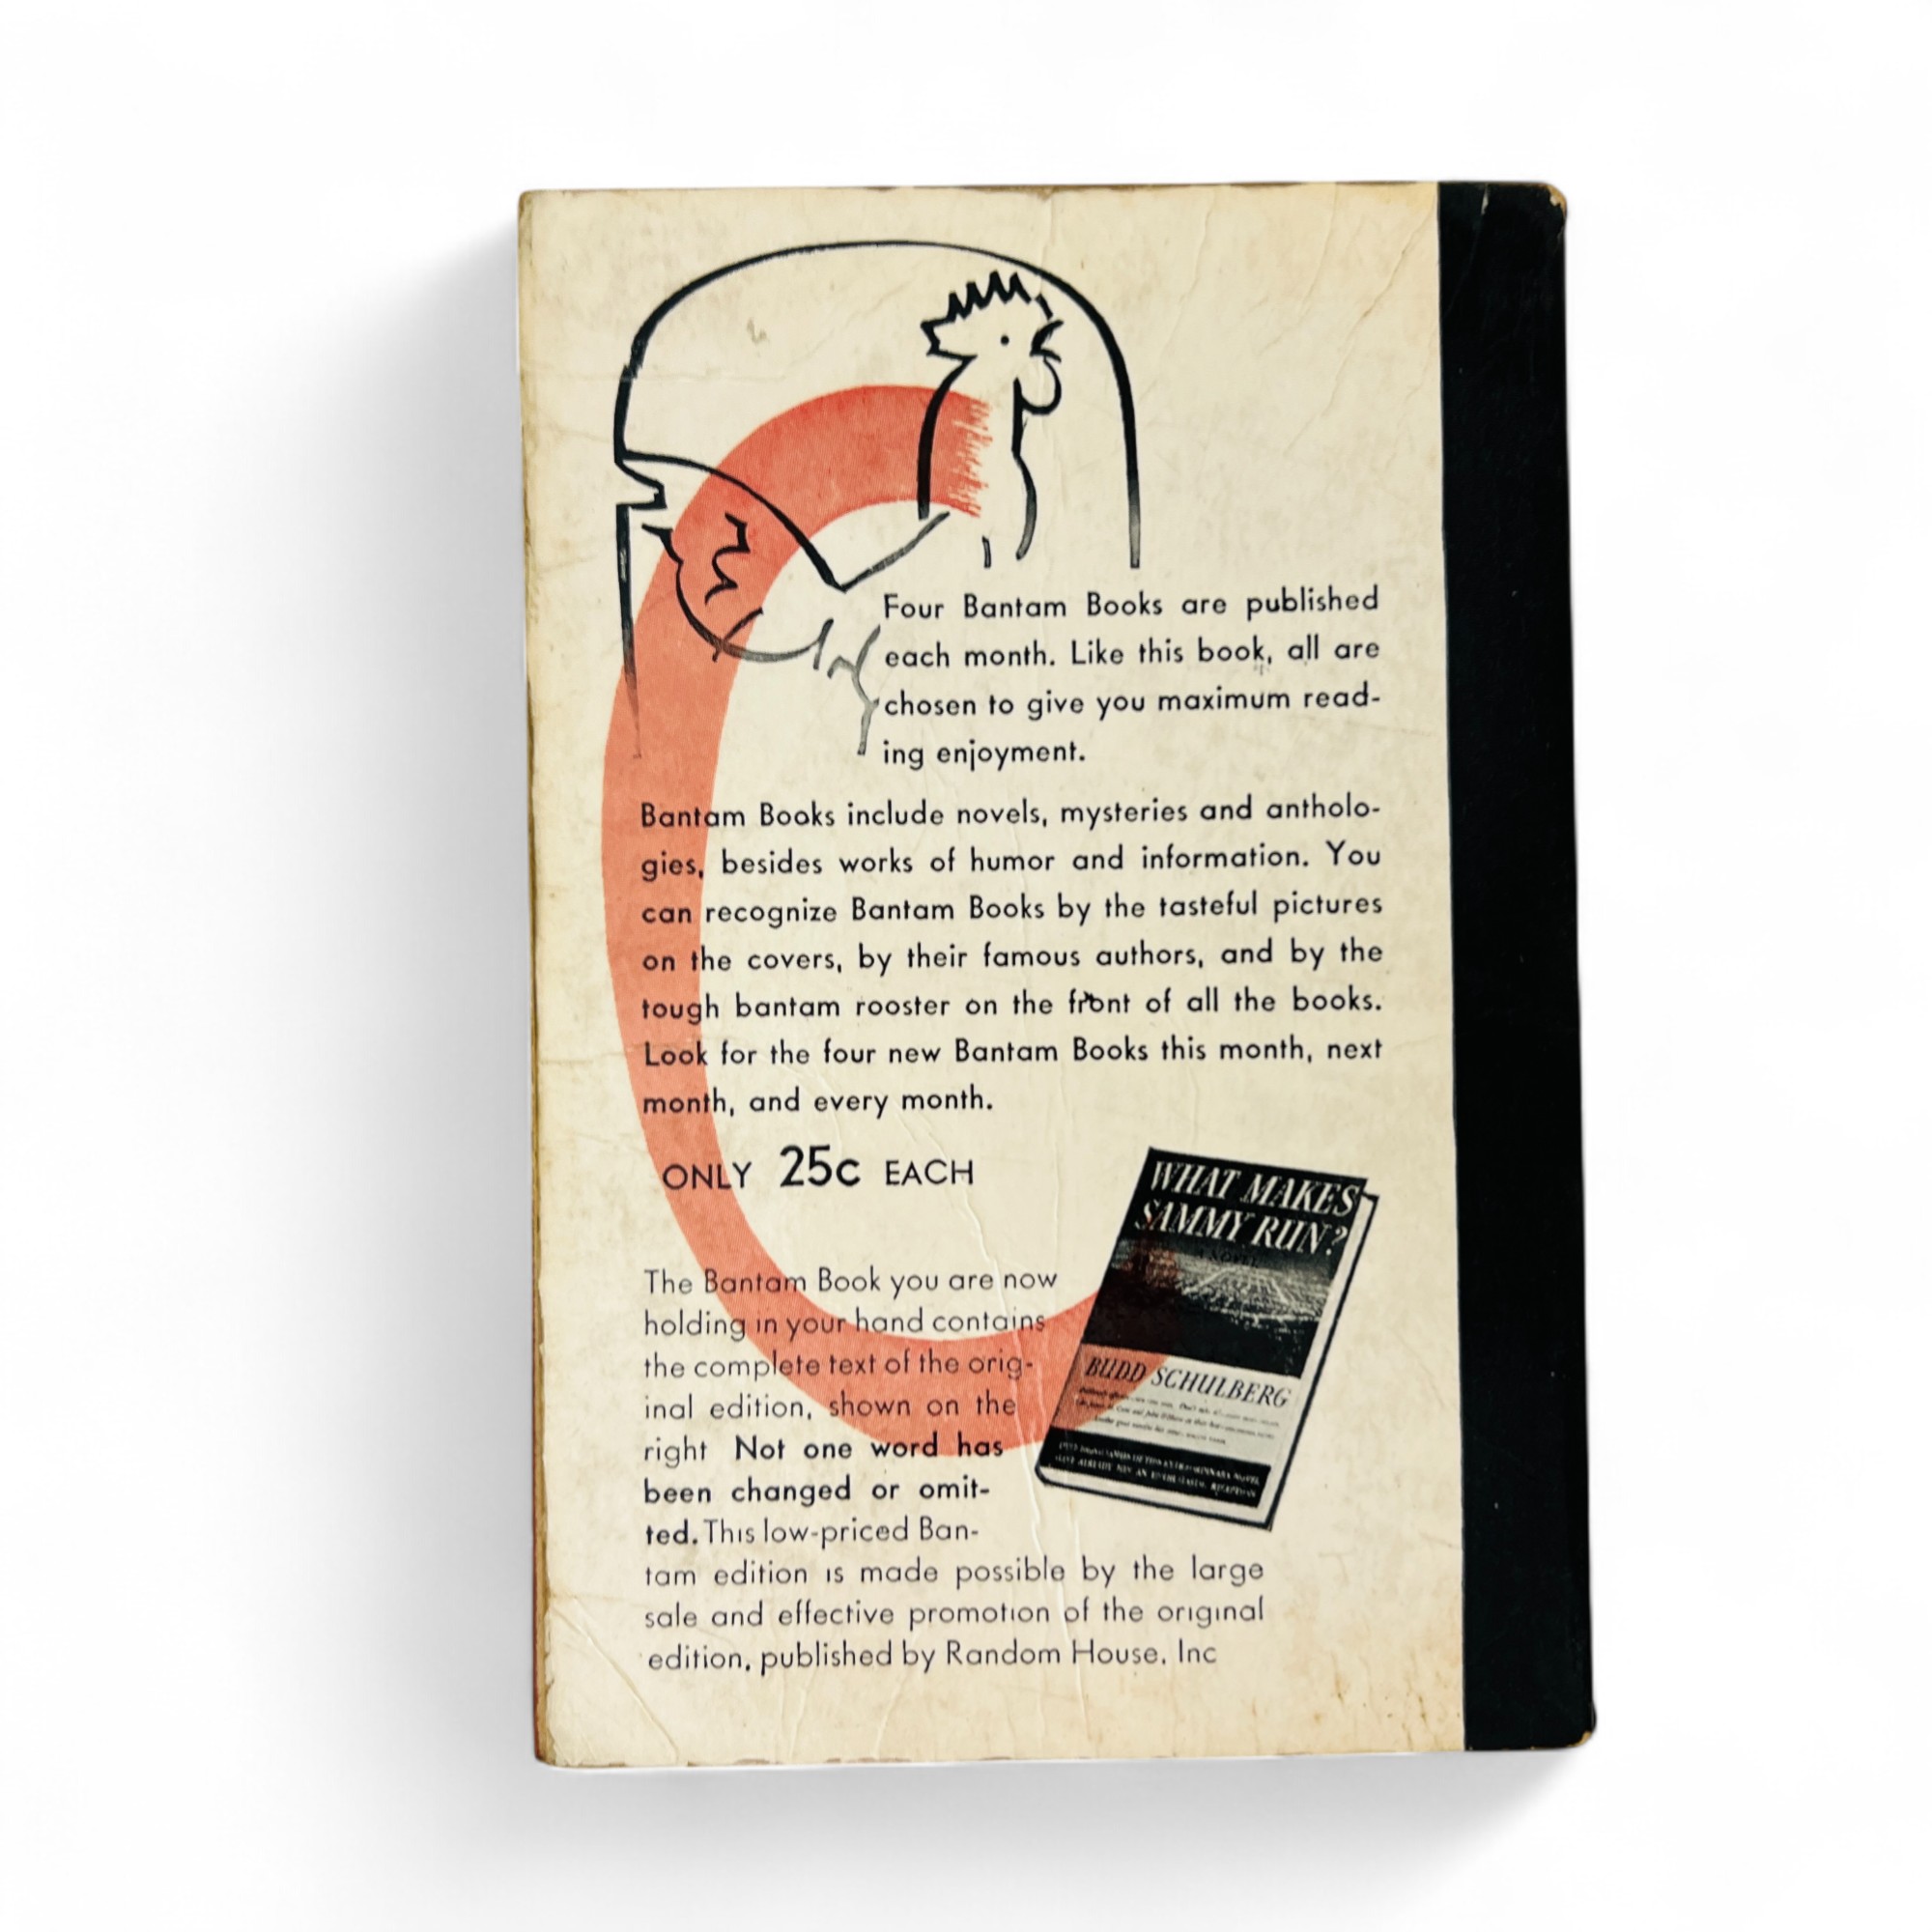 Four Bantam Books are published
each month. Like this book, all are
chosen to give you maximum read-
ing enjoyment.
Bantam Books include novels, mysteries and antholo-
gies, besides works of humor and information. You
can recognize Bantam Books by the tasteful pictures
on the covers, by their famous authors, and by the
tough bantam rooster on the front of all the books.
Look for the four new Bantam Books this month, next
month, and every month.
ONLY 25c EACH
WHAT MAKES
SAMMY RUN?
A NOVEL
BUDD SCHULBERG
The Bantam Book you are now
holding in your hand contains
the complete text of the orig-
inal edition, shown on the
right Not one word has
been changed or omit-
ted. This low-priced Ban-
tam edition is made possible by the large
sale and effective promotion of the original
edition, published by Random House, Inc